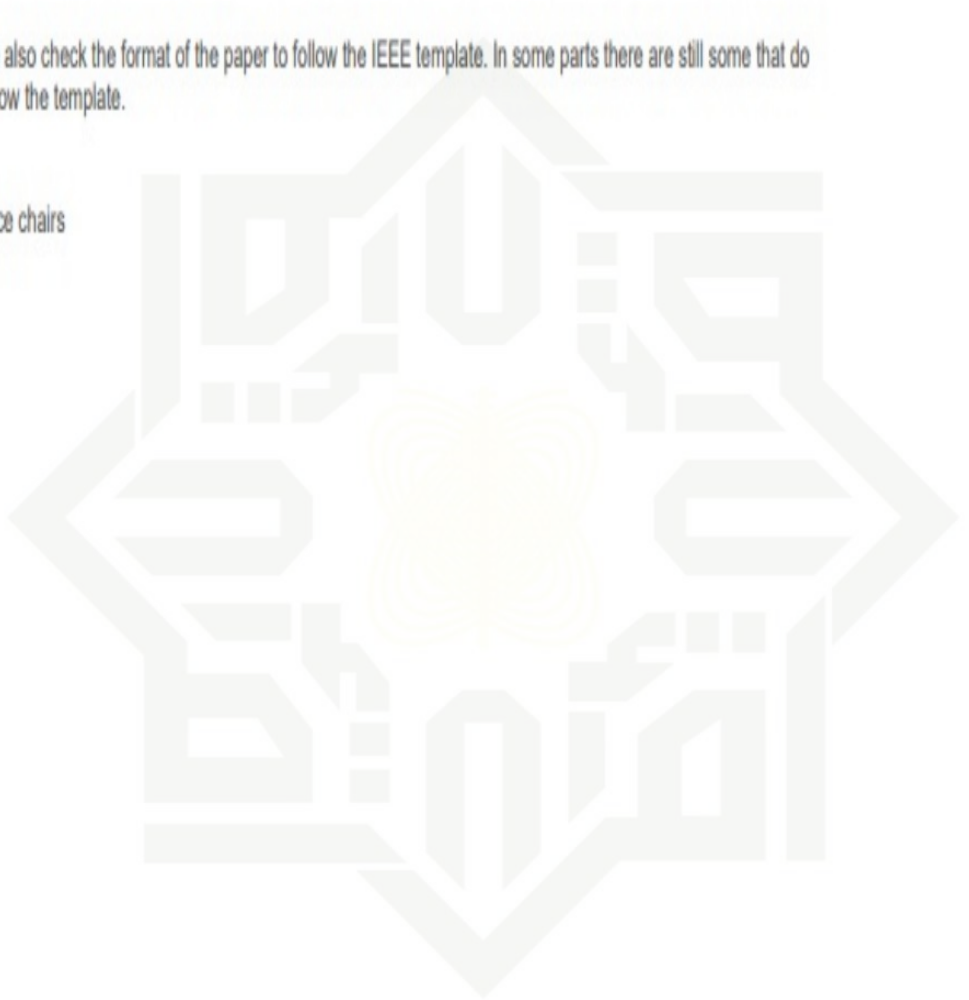 also check the format of the paper to follow the IEEE template. In some parts there are still some that do
ow the template.
ce chairs